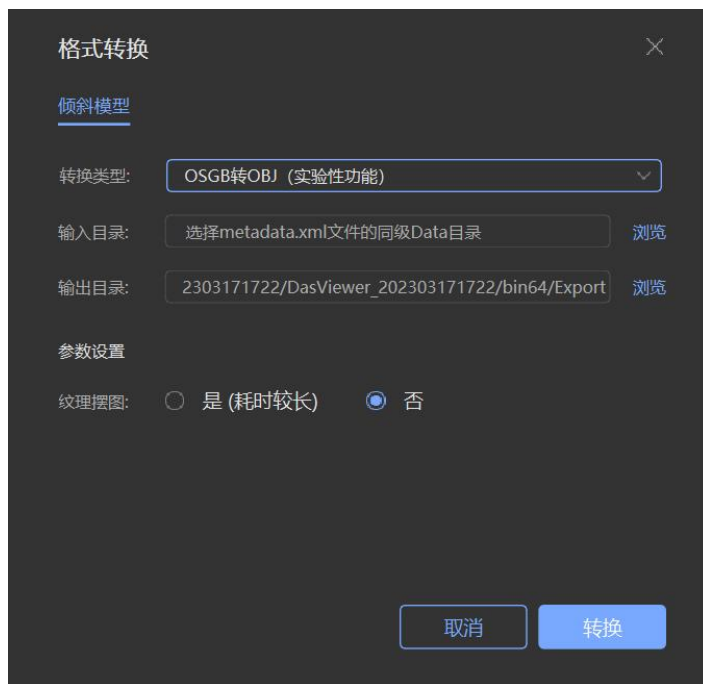 格式转换
倾斜模型
转换类型: OSGB转OBJ（实验性功能）
输入目录: 选择metadata.xml文件的同级Data目录 浏览
输出目录: 2303171722/DasViewer_202303171722/bin64/Export 浏览
参数设置
纹理摆图: 是 (耗时较长) 否
取消 转换